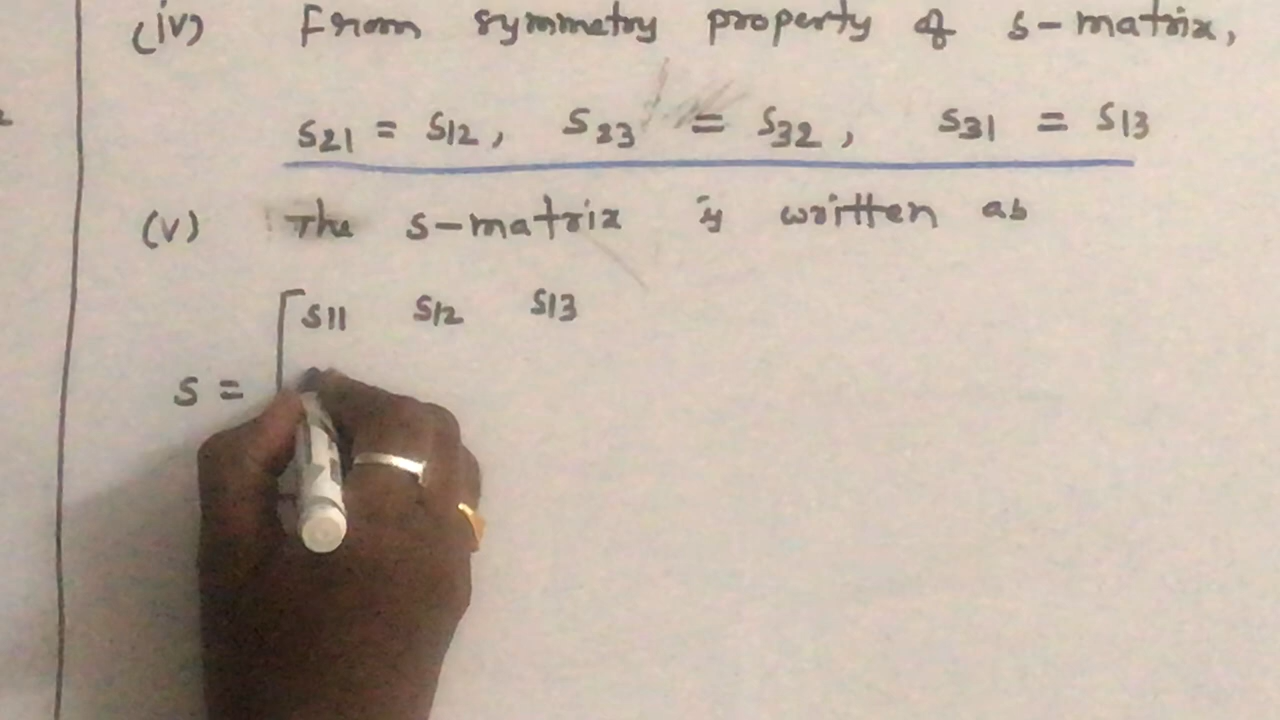 (iv) From symmetry property of s-matrix,
S21 = S12, S23 = S32, S31 = S13
(v) The s-matrix is written as
S11 S12 S13
S =